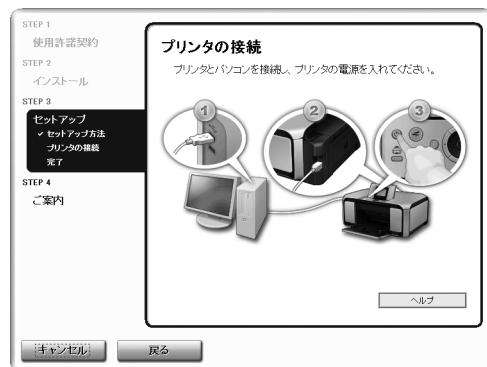 STEP 1
使用許諾契約
STEP 2
インストール
STEP 3
セットアップ
✓ セットアップ方法
プリンタの接続
完了
STEP 4
ご案内
プリンタの接続
プリンタとパソコンを接続し、プリンタの電源を入れてください。
1
2
3
ヘルプ
キャンセル
戻る